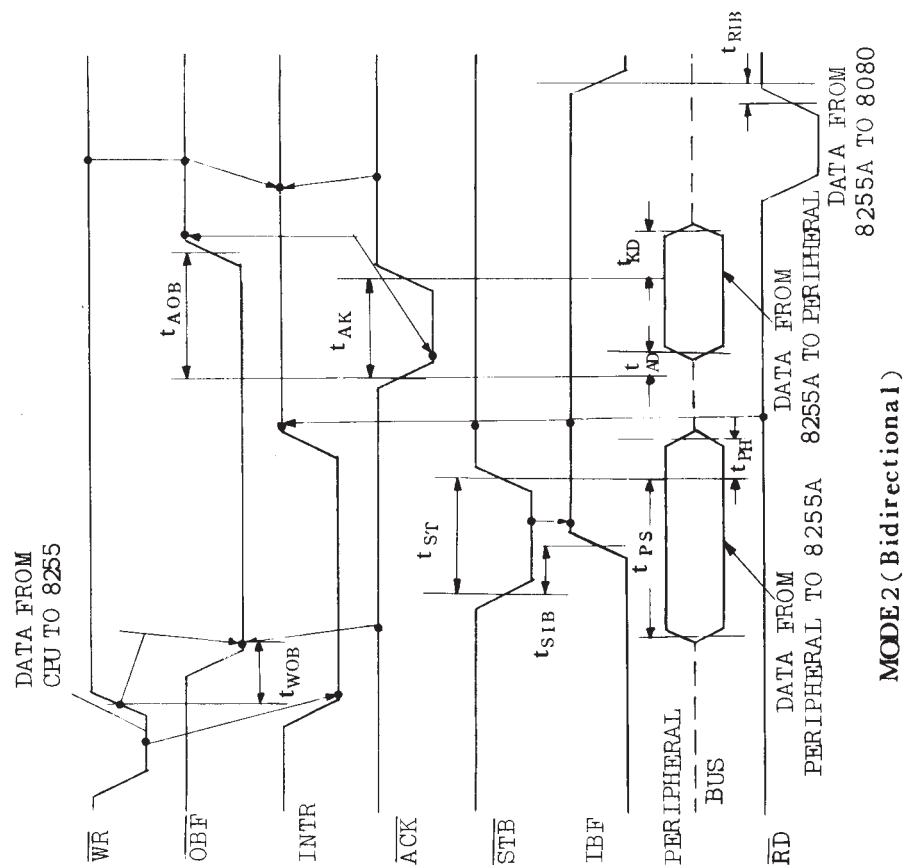 DATA FROM
CPU TO 8255
WR
OBF
INTR
ACK
STB
IBF
PERIPHERAL
BUS
RD
tWOB
tAOB
tAK
tST
tSIB
tPS
tPH
tAD
tKD
tRIB
DATA FROM
PERIPHERAL TO 8255A
DATA FROM
8255A TO PERIPHERAL
DATA FROM
8255A TO 8080
MODE2(Bidirectional)